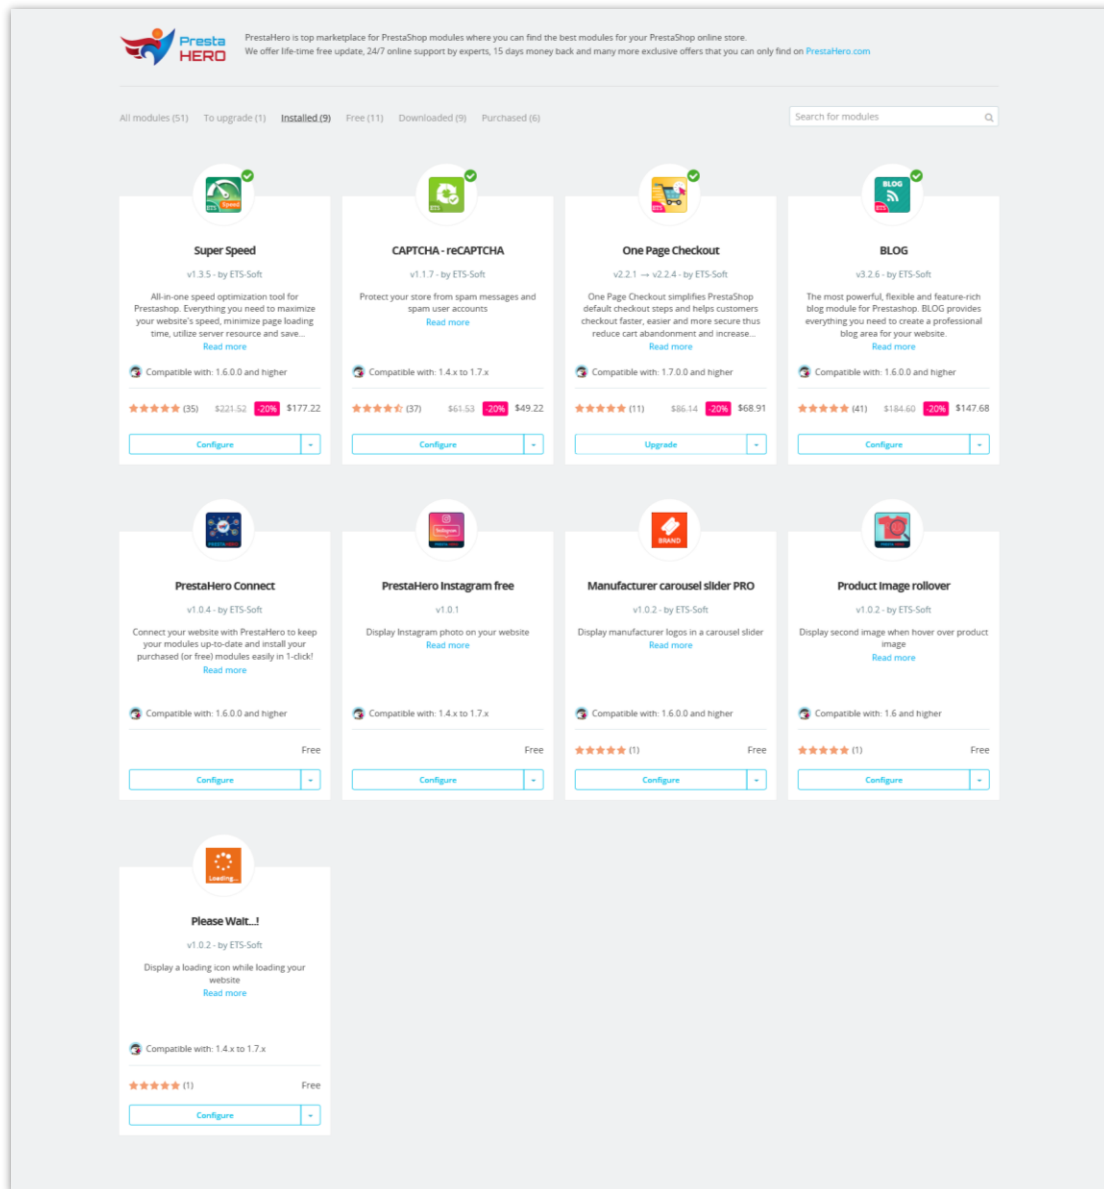 Presta
HERO
PrestaHero is top marketplace for PrestaShop modules where you can find the best modules for your PrestaShop online store.
We offer life-time free update, 24/7 online support by experts, 15 days money back and many more exclusive offers that you can only find on PrestaHero.com
All modules (51) To upgrade (1) Installed (9) Free (11) Downloaded (9) Purchased (6)
Search for modules
ETS Speed
Super Speed
v1.3.5 - by ETS-Soft
All-in-one speed optimization tool for
Prestashop. Everything you need to maximize
your website's speed, minimize page loading
time, utilize server resource and save...
Read more
Compatible with: 1.6.0.0 and higher
(35) $221.52 -20% $177.22
Configure
ETS
CAPTCHA - reCAPTCHA
v1.1.7 - by ETS-Soft
Protect your store from spam messages and
spam user accounts
Read more
Compatible with: 1.4.x to 1.7.x
(37) $61.53 -20% $49.22
Configure
ETS
One Page Checkout
v2.2.1 → v2.2.4 - by ETS-Soft
One Page Checkout simplifies PrestaShop
default checkout steps and helps customers
checkout faster, easier and more secure thus
reduce cart abandonment and increase...
Read more
Compatible with: 1.7.0.0 and higher
(11) $86.14 -20% $68.91
Upgrade
BLOG
ETS
BLOG
v3.2.6 - by ETS-Soft
The most powerful, flexible and feature-rich
blog module for Prestashop. BLOG provides
everything you need to create a professional
blog area for your website.
Read more
Compatible with: 1.6.0.0 and higher
(41) $184.60 -20% $147.68
Configure
PRESTAHERO
PrestaHero Connect
v1.0.4 - by ETS-Soft
Connect your website with PrestaHero to keep
your modules up-to-date and install your
purchased (or free) modules easily in 1-click!
Read more
Compatible with: 1.6.0.0 and higher
Free
Configure
Instagram
PRESTAHERO
PrestaHero Instagram free
v1.0.1
Display Instagram photo on your website
Read more
Compatible with: 1.4.x to 1.7.x
Free
Configure
BRAND
Manufacturer carousel slider PRO
v1.0.2 - by ETS-Soft
Display manufacturer logos in a carousel slider
Read more
Compatible with: 1.6.0.0 and higher
(1) Free
Configure
PRESTAHERO
Product Image rollover
v1.0.2 - by ETS-Soft
Display second image when hover over product
image
Read more
Compatible with: 1.6 and higher
(1) Free
Configure
Loading...
Please Wait...!
v1.0.2 - by ETS-Soft
Display a loading icon while loading your
website
Read more
Compatible with: 1.4.x to 1.7.x
(1) Free
Configure